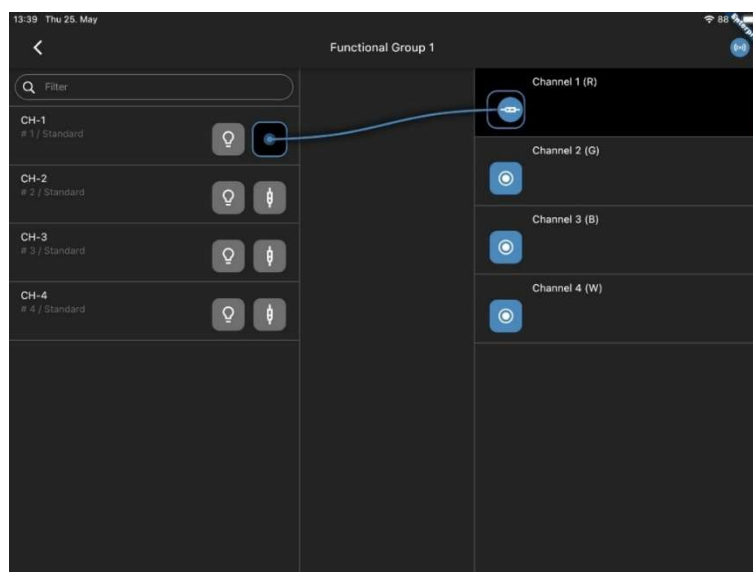 13:39 Thu 25. May
88
Functional Group 1
Filter
CH-1
# 1 / Standard
CH-2
# 2 / Standard
CH-3
# 3 / Standard
CH-4
# 4 / Standard
Channel 1 (R)
Channel 2 (G)
Channel 3 (B)
Channel 4 (W)